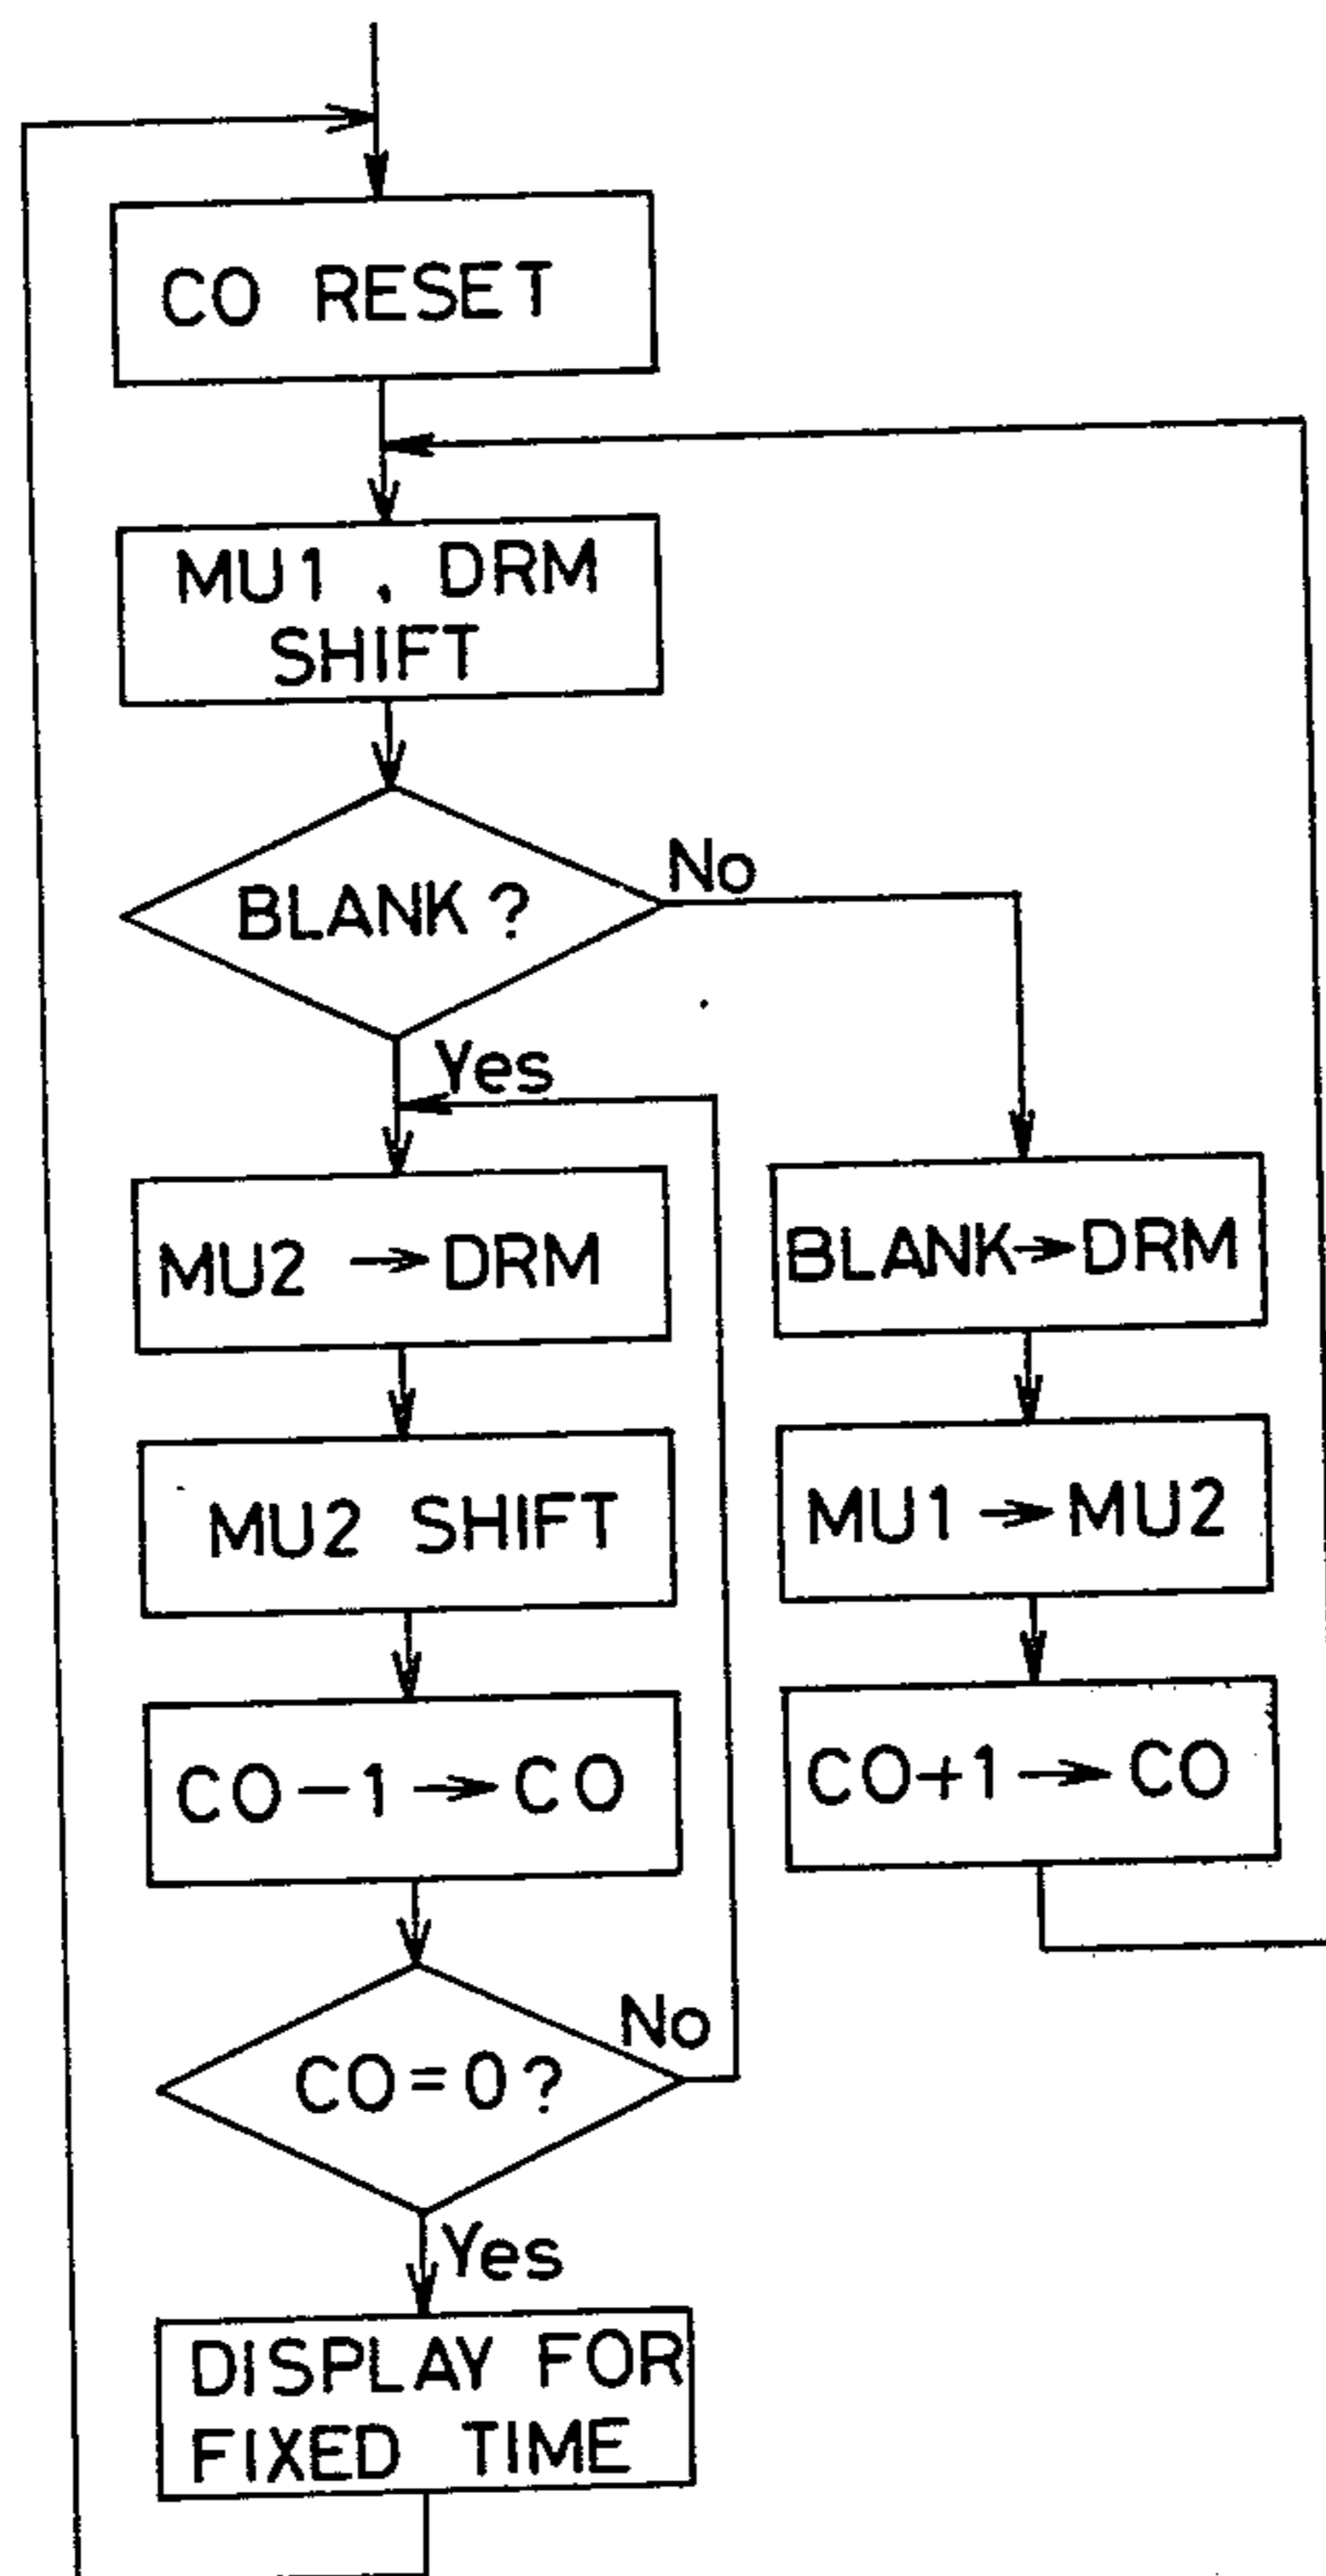 CO RESET
MU1 , DRM
SHIFT
BLANK ?
No
Yes
MU2 → DRM
MU2 SHIFT
CO-1 → CO
CO=0 ?
No
Yes
DISPLAY FOR
FIXED TIME
BLANK→DRM
MU1 → MU2
CO+1 → CO